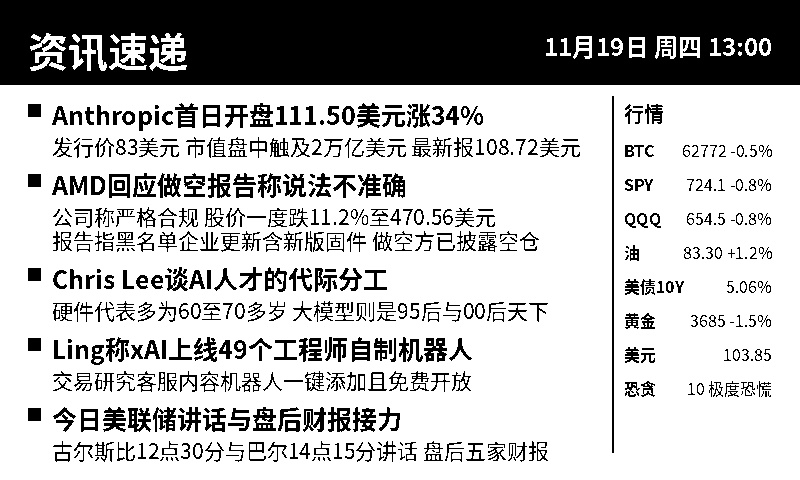 资讯速递
11月19日 周四 13:00
Anthropic首日开盘111.50美元涨34%
发行价83美元 市值盘中触及2万亿美元 最新报108.72美元
AMD回应做空报告称说法不准确
公司称严格合规 股价一度跌11.2%至470.56美元
报告指黑名单企业更新含新版固件 做空方已披露空仓
Chris Lee谈AI人才的代际分工
硬件代表多为60至70多岁 大模型则是95后与00后天下
Ling称xAI上线49个工程师自制机器人
交易研究客服内容机器人一键添加且免费开放
今日美联储讲话与盘后财报接力
古尔斯比12点30分与巴尔14点15分讲话 盘后五家财报
行情
BTC 62772 -0.5%
SPY 724.1 -0.8%
QQQ 654.5 -0.8%
油 83.30 +1.2%
美债10Y 5.06%
黄金 3685 -1.5%
美元 103.85
恐贪 10 极度恐慌